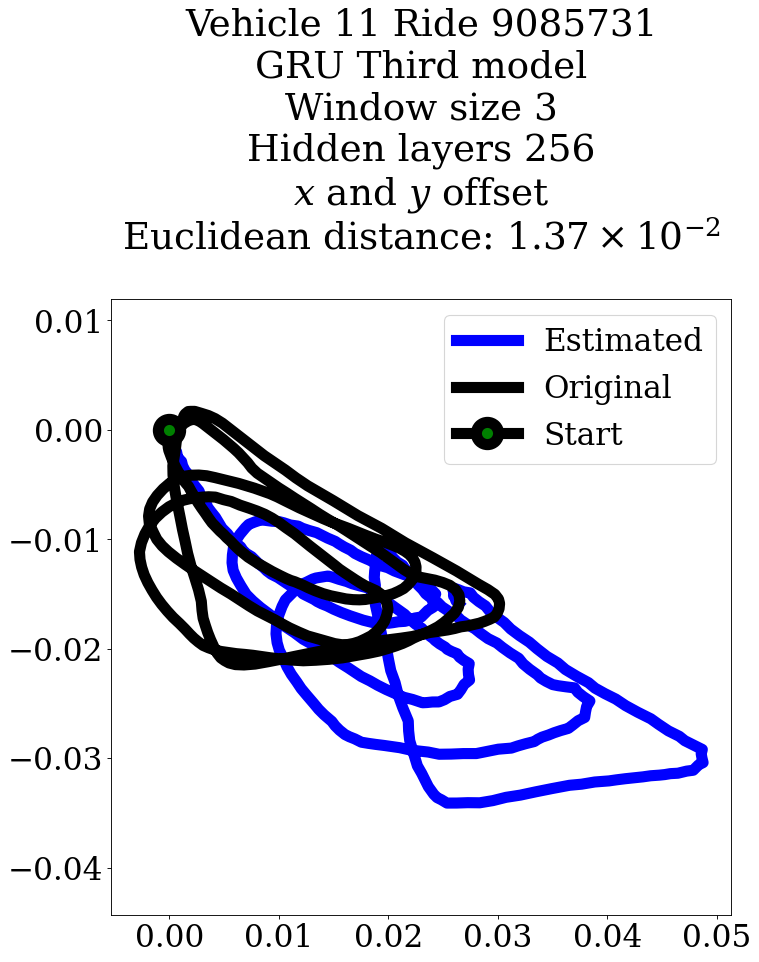 Vehicle 11 Ride 9085731
GRU Third model
Window size 3
Hidden layers 256
x and y offset
Euclidean distance: 1.37 × 10⁻²
Estimated
Original
Start
0.01
0.00
−0.01
−0.02
−0.03
−0.04
0.00 0.01 0.02 0.03 0.04 0.05